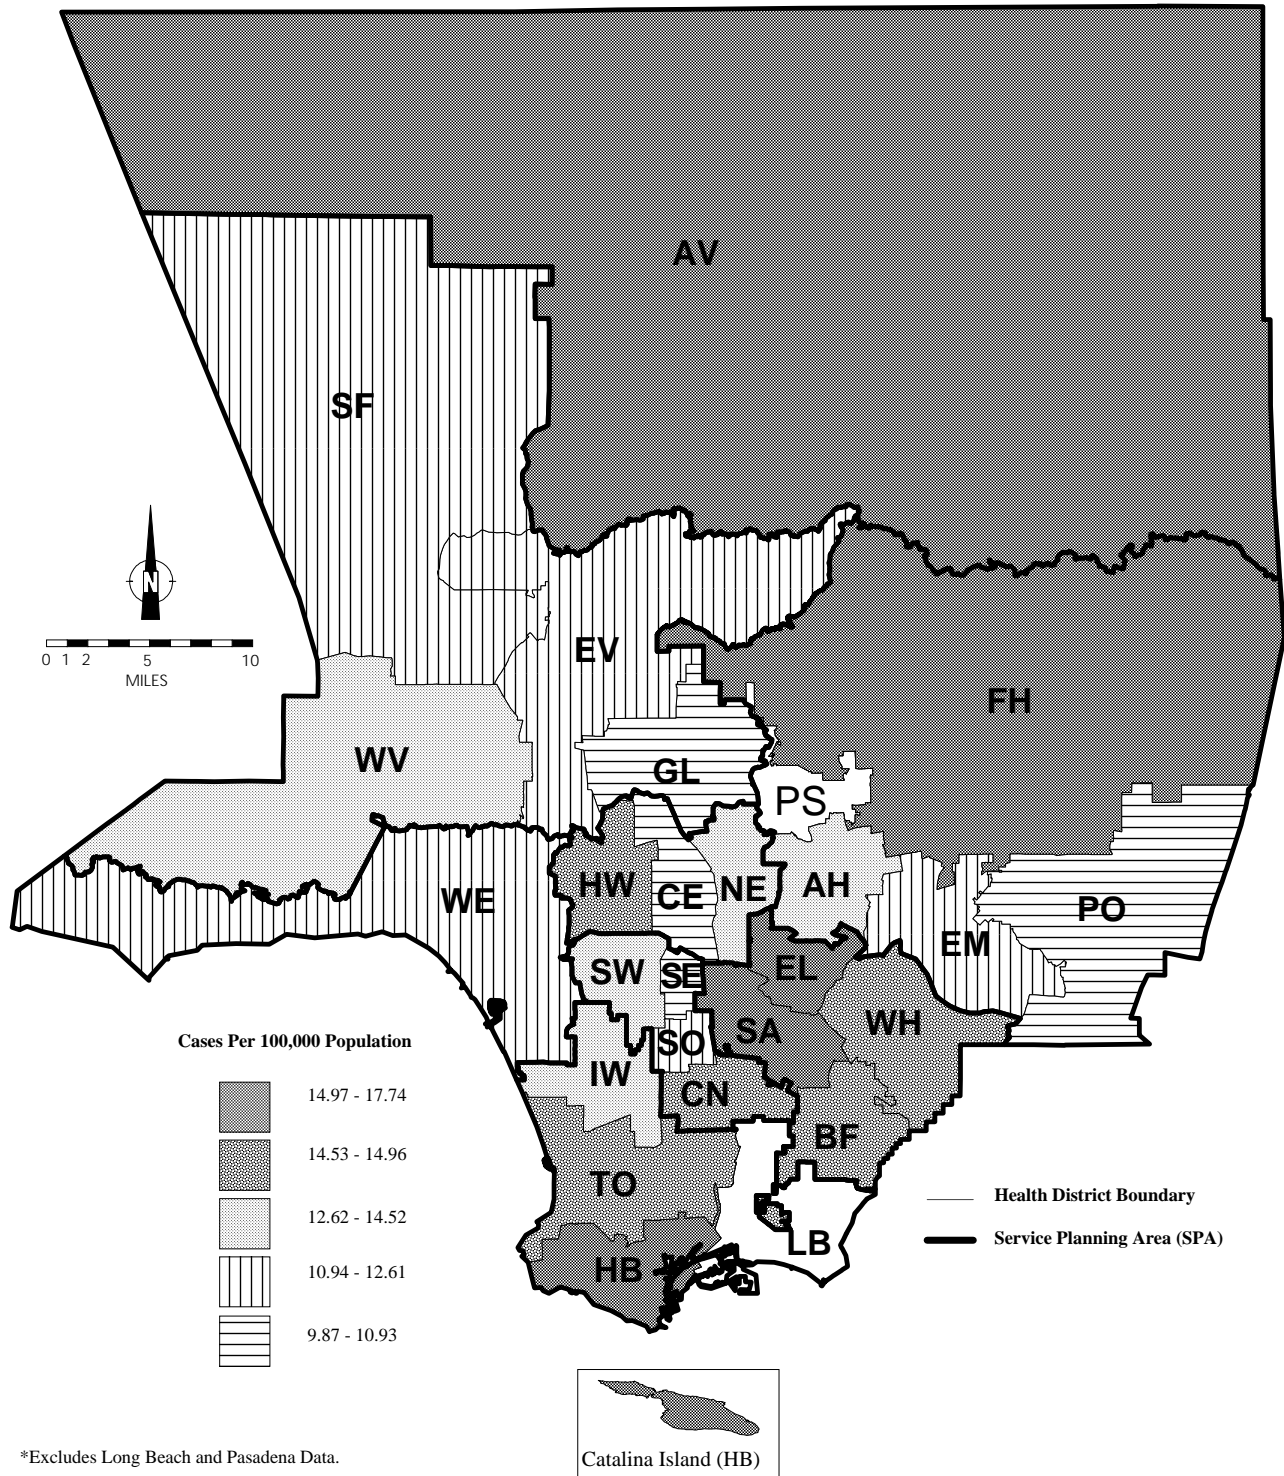 AV
SF
N
0 1 2 5 10
MILES
EV
FH
WV
GL
PS
HW
CE
NE
AH
WE
PO
EM
SW
SE
EL
SO
SA
WH
IW
CN
BF
TO
LB
HB
Cases Per 100,000 Population
14.97 - 17.74
14.53 - 14.96
12.62 - 14.52
10.94 - 12.61
9.87 - 10.93
Health District Boundary
Service Planning Area (SPA)
Catalina Island (HB)
*Excludes Long Beach and Pasadena Data.